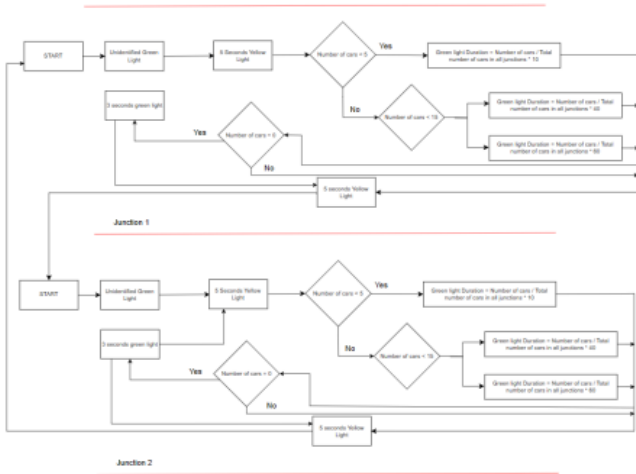 START
Unidentified Green
Light
5 Seconds Yellow
Light
Number of cars < 5
Yes
Green light Duration = Number of cars / Total
number of cars in all junctions * 10
No
Number of cars < 15
Green light Duration = Number of cars / Total
number of cars in all junctions * 40
Green light Duration = Number of cars / Total
number of cars in all junctions * 60
3 seconds green light
Yes
Number of cars = 0
No
5 seconds Yellow
Light
Junction 1
START
Unidentified Green
Light
5 Seconds Yellow
Light
Number of cars < 5
Yes
Green light Duration = Number of cars / Total
number of cars in all junctions * 10
No
Number of cars < 15
Green light Duration = Number of cars / Total
number of cars in all junctions * 40
Green light Duration = Number of cars / Total
number of cars in all junctions * 60
3 seconds green light
Yes
Number of cars = 0
No
5 seconds Yellow
Light
Junction 2